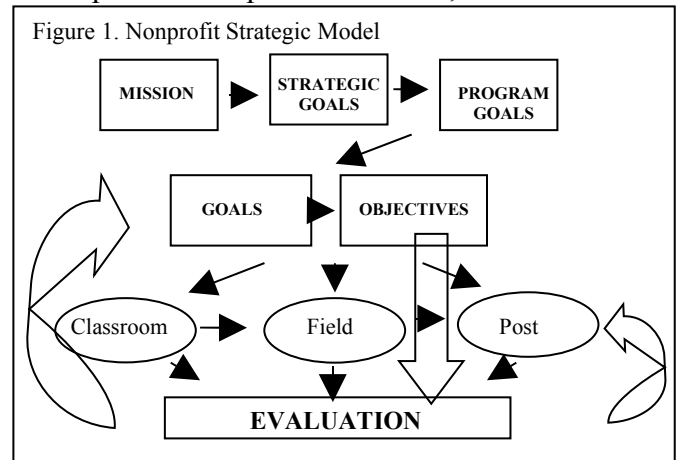 Figure 1. Nonprofit Strategic Model
MISSION
STRATEGIC
GOALS
PROGRAM
GOALS
GOALS
OBJECTIVES
Classroom
Field
Post
EVALUATION